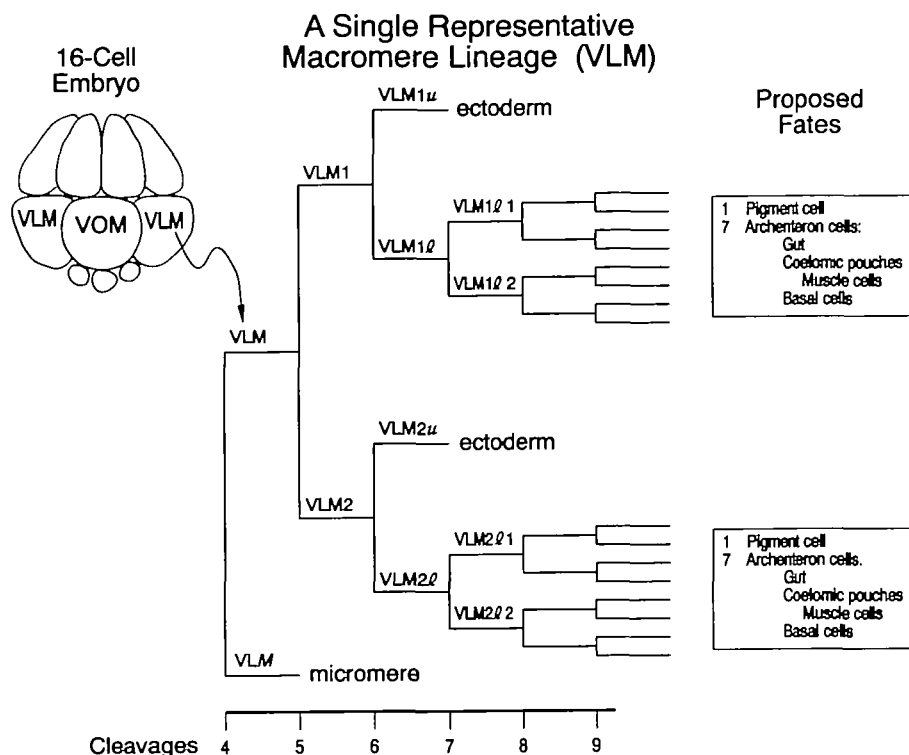 A Single Representative
Macromere Lineage (VLM)
16-Cell
Embryo
VLM
VOM
VLM
VLM1u
ectoderm
Proposed
Fates
VLM1
VLM1ℓ 1
VLM1ℓ
VLM1ℓ 2
1 Pigment cell
7 Archenteron cells:
Gut
Coelomic pouches
Muscle cells
Basal cells
VLM
VLM2u
ectoderm
VLM2
VLM2ℓ 1
VLM2ℓ
VLM2ℓ 2
1 Pigment cell
7 Archenteron cells.
Gut
Coelomic pouches
Muscle cells
Basal cells
VLM
micromere
Cleavages 4 5 6 7 8 9